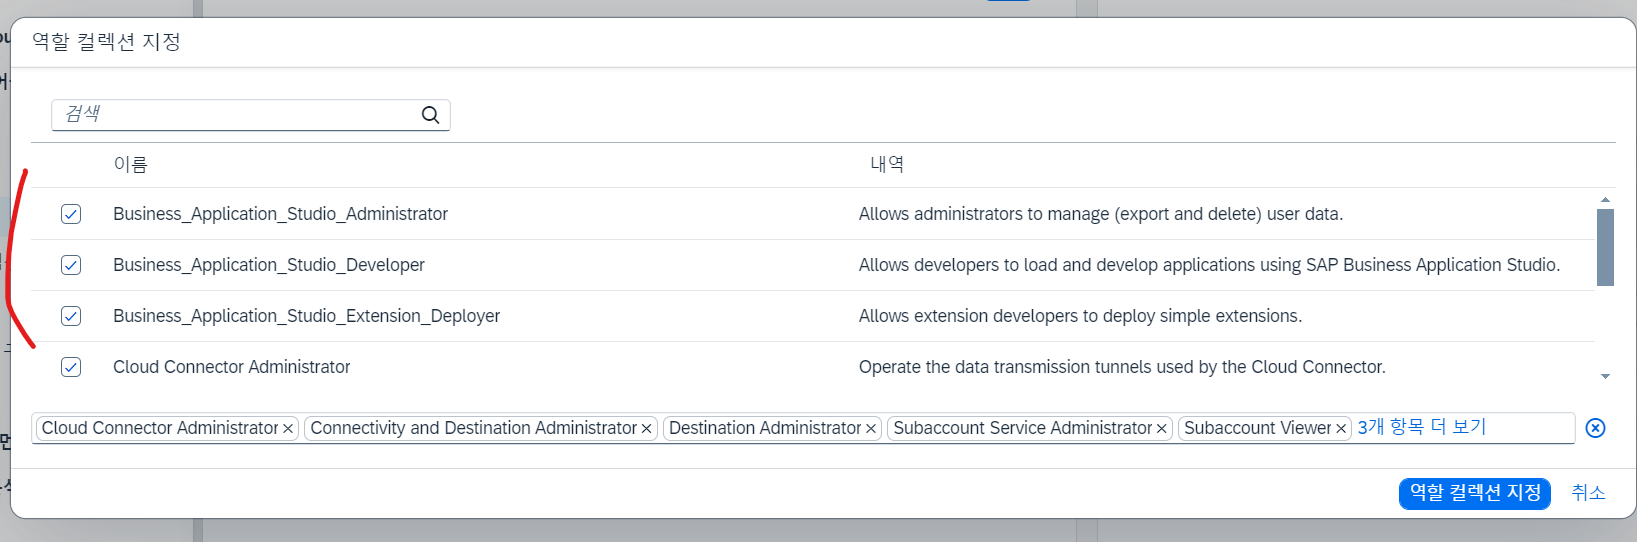 역할 컬렉션 지정
검색
이름 내역
Business_Application_Studio_Administrator Allows administrators to manage (export and delete) user data.
Business_Application_Studio_Developer Allows developers to load and develop applications using SAP Business Application Studio.
Business_Application_Studio_Extension_Deployer Allows extension developers to deploy simple extensions.
Cloud Connector Administrator Operate the data transmission tunnels used by the Cloud Connector.
Cloud Connector Administrator Connectivity and Destination Administrator Destination Administrator Subaccount Service Administrator Subaccount Viewer 3개 항목 더 보기
역할 컬렉션 지정 취소